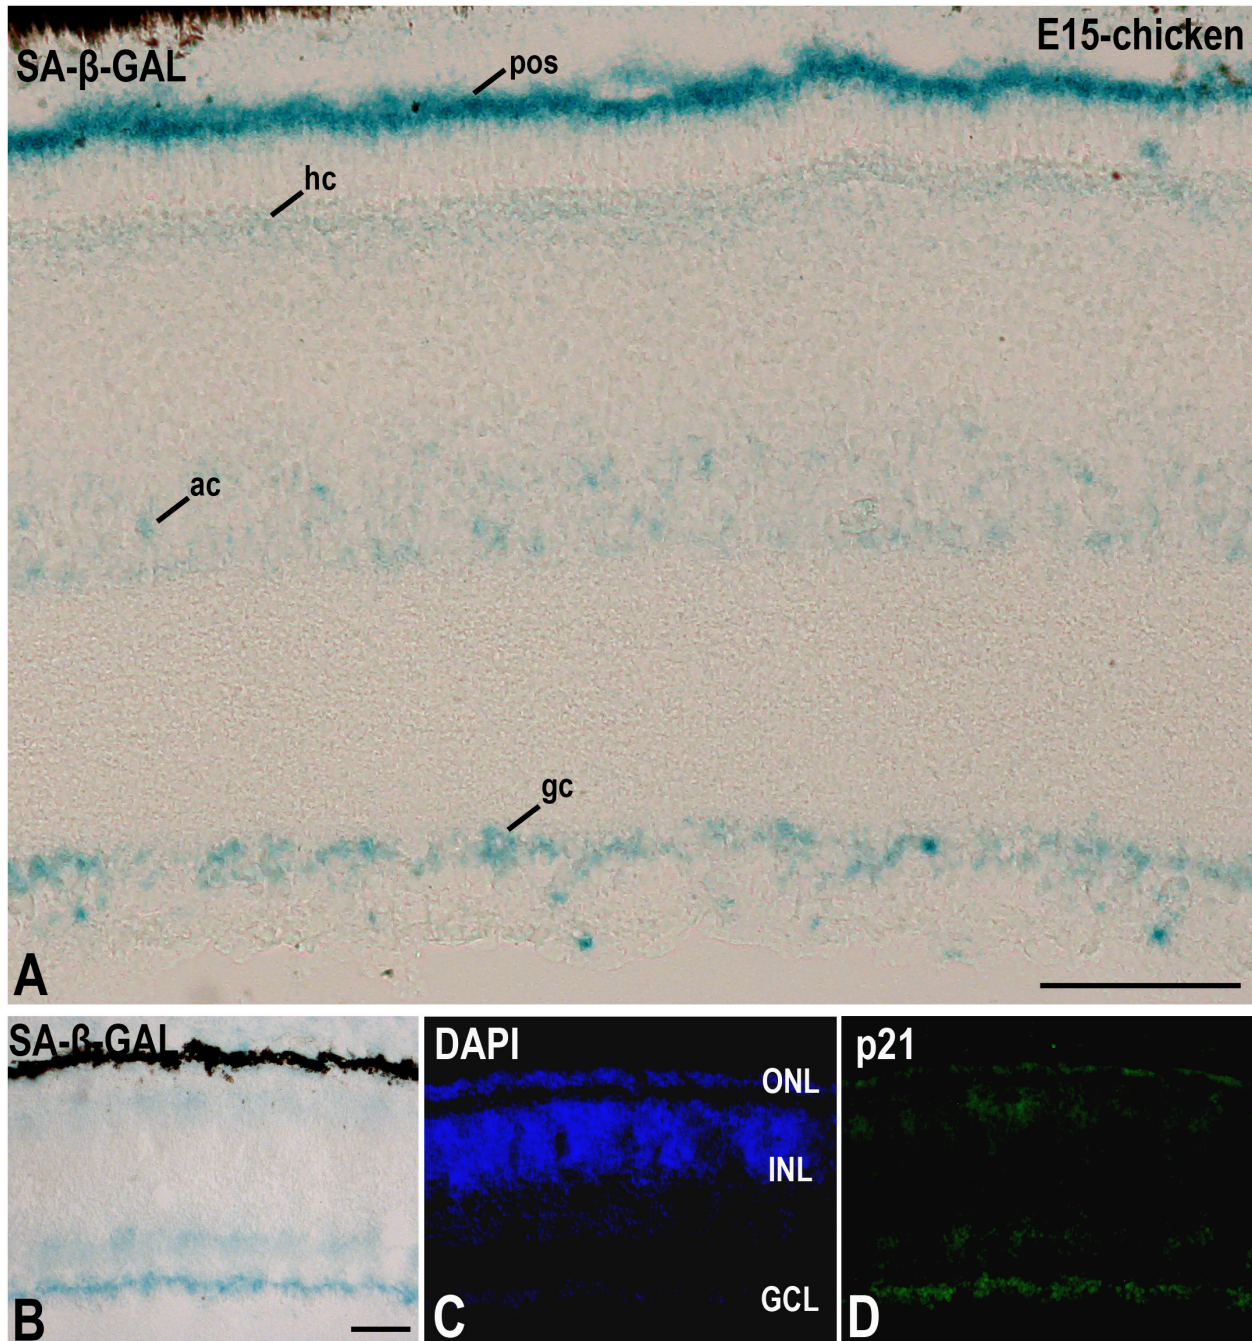 SA-β-GAL
E15-chicken
pos
hc
ac
gc
A
SA-β-GAL
B
DAPI
ONL
INL
GCL
C
p21
D